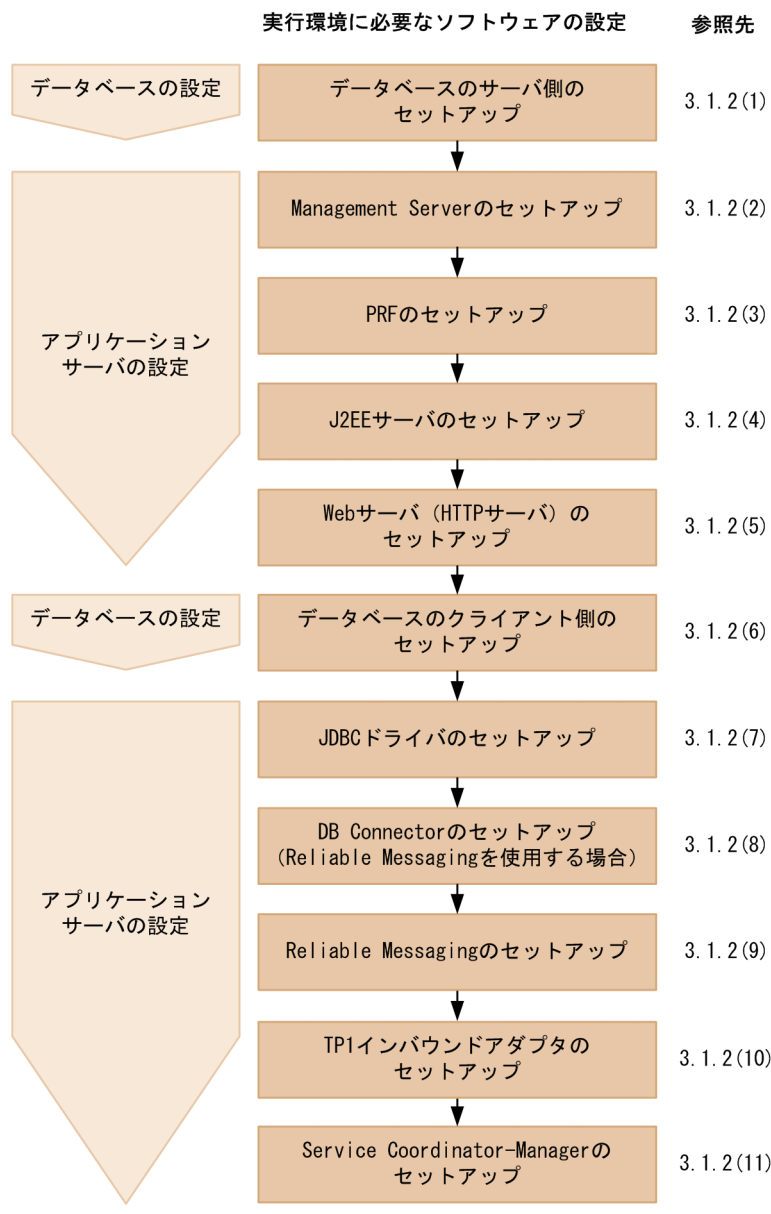 実行環境に必要なソフトウェアの設定
参照先
データベースの設定
データベースのサーバ側の
セットアップ
3.1.2(1)
Management Serverのセットアップ
3.1.2(2)
PRFのセットアップ
3.1.2(3)
アプリケーション
サーバの設定
J2EEサーバのセットアップ
3.1.2(4)
Webサーバ（HTTPサーバ）の
セットアップ
3.1.2(5)
データベースの設定
データベースのクライアント側の
セットアップ
3.1.2(6)
JDBCドライバのセットアップ
3.1.2(7)
DB Connectorのセットアップ
（Reliable Messagingを使用する場合）
3.1.2(8)
アプリケーション
サーバの設定
Reliable Messagingのセットアップ
3.1.2(9)
TP1インバウンドアダプタの
セットアップ
3.1.2(10)
Service Coordinator-Managerの
セットアップ
3.1.2(11)